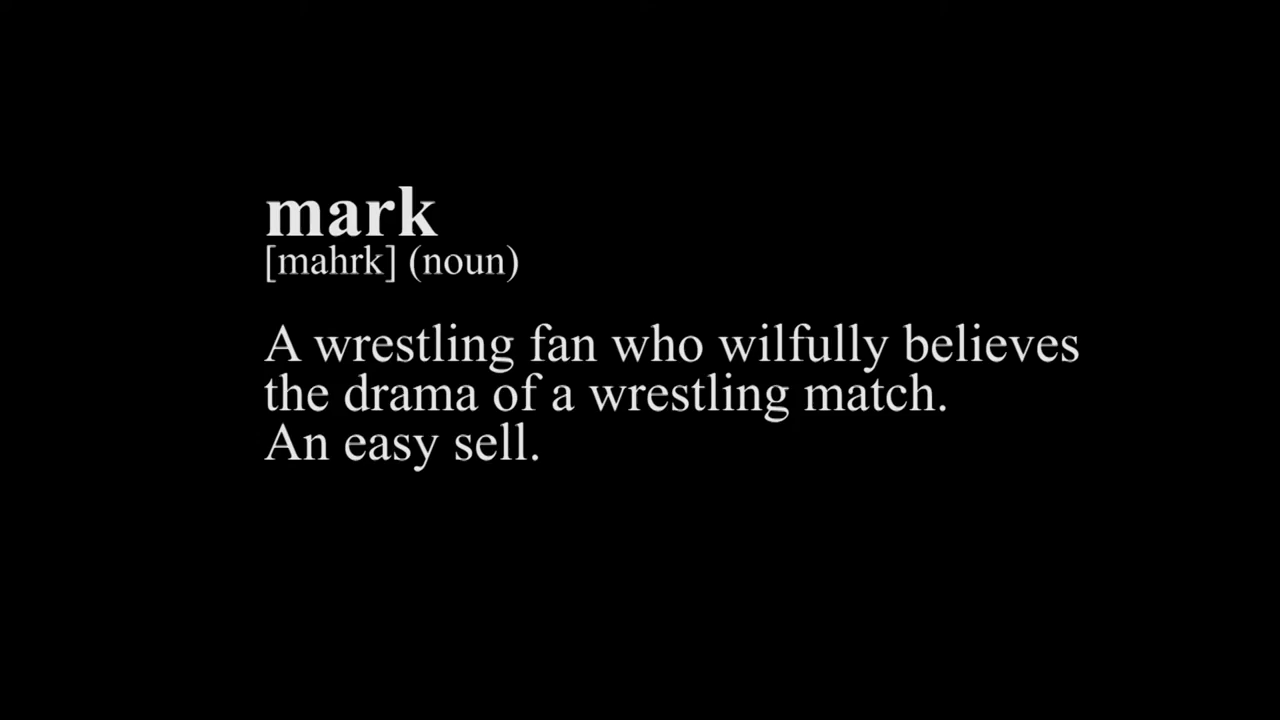 mark
[mahrk] (noun)
A wrestling fan who wilfully believes
the drama of a wrestling match.
An easy sell.